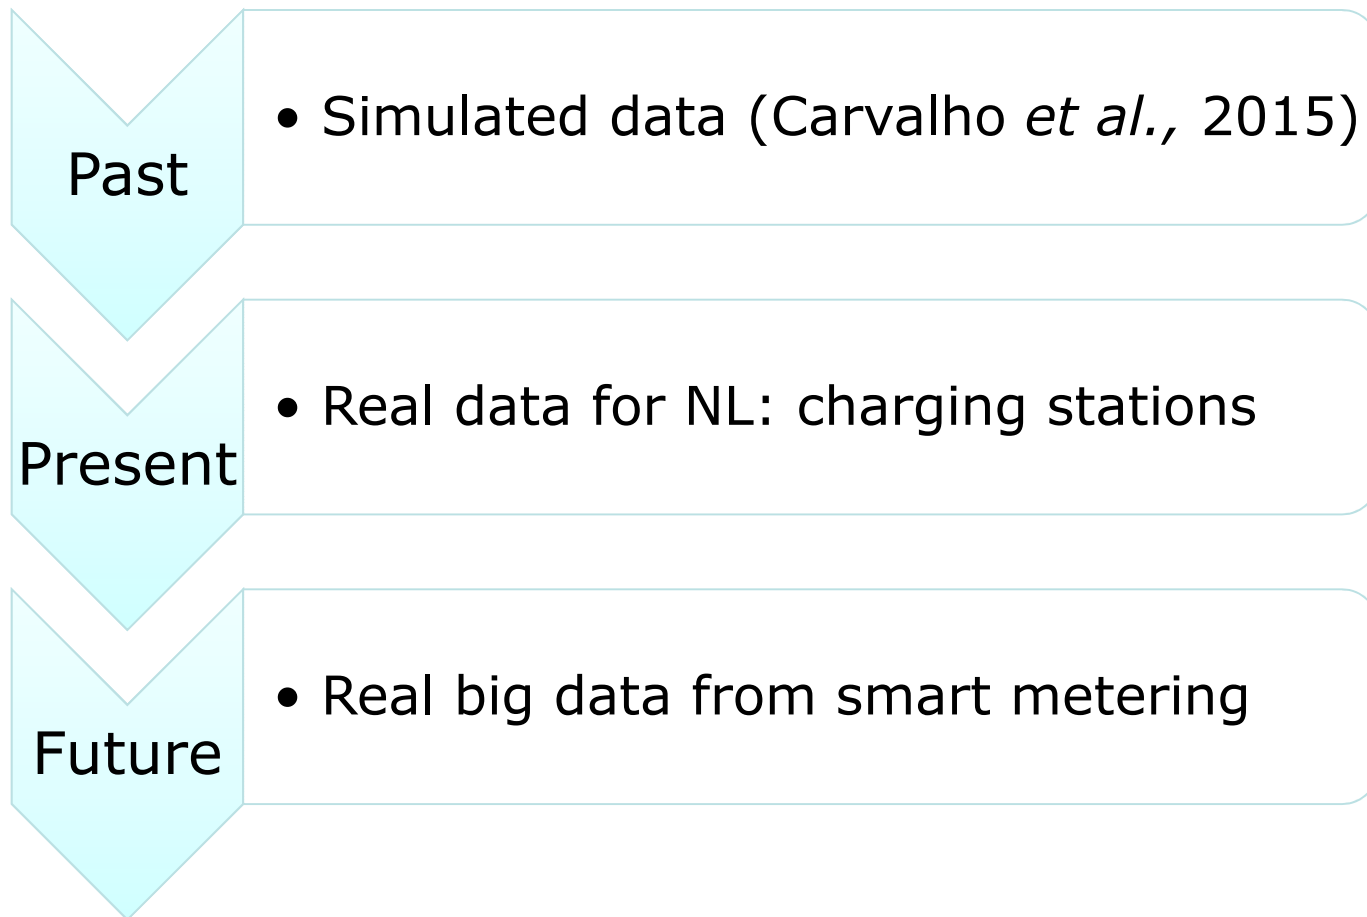 Past
• Simulated data (Carvalho et al., 2015)
Present
• Real data for NL: charging stations
Future
• Real big data from smart metering